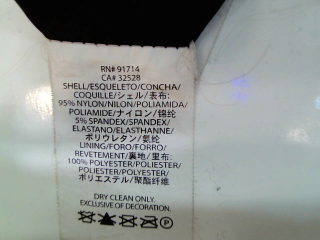 RN# 91714
CA# 32528
SHELL/ESQUELETO/CONCHA/
COQUILLE/シェル/表布:
95% NYLON/NILON/POLIAMIDA/
POLIAMIDE/ナイロン/锦纶
5% SPANDEX/SPANDEX/
ELASTANO/ELASTHANNE/
ポリウレタン/氨纶
LINING/FORO/FORRO/
REVETEMENT/裏地/里布:
100% POLYESTER/POLIESTER/
POLIESTER/POLYESTER/
ポリエステル/聚酯纤维
DRY CLEAN ONLY.
EXCLUSIVE OF DECORATION.
P